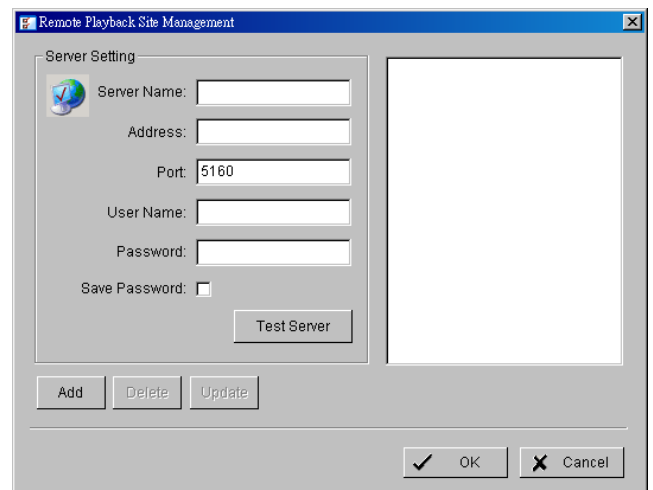 Remote Playback Site Management
Server Setting
Server Name:
Address:
Port: 5160
User Name:
Password:
Save Password:
Test Server
Add Delete Update
OK Cancel